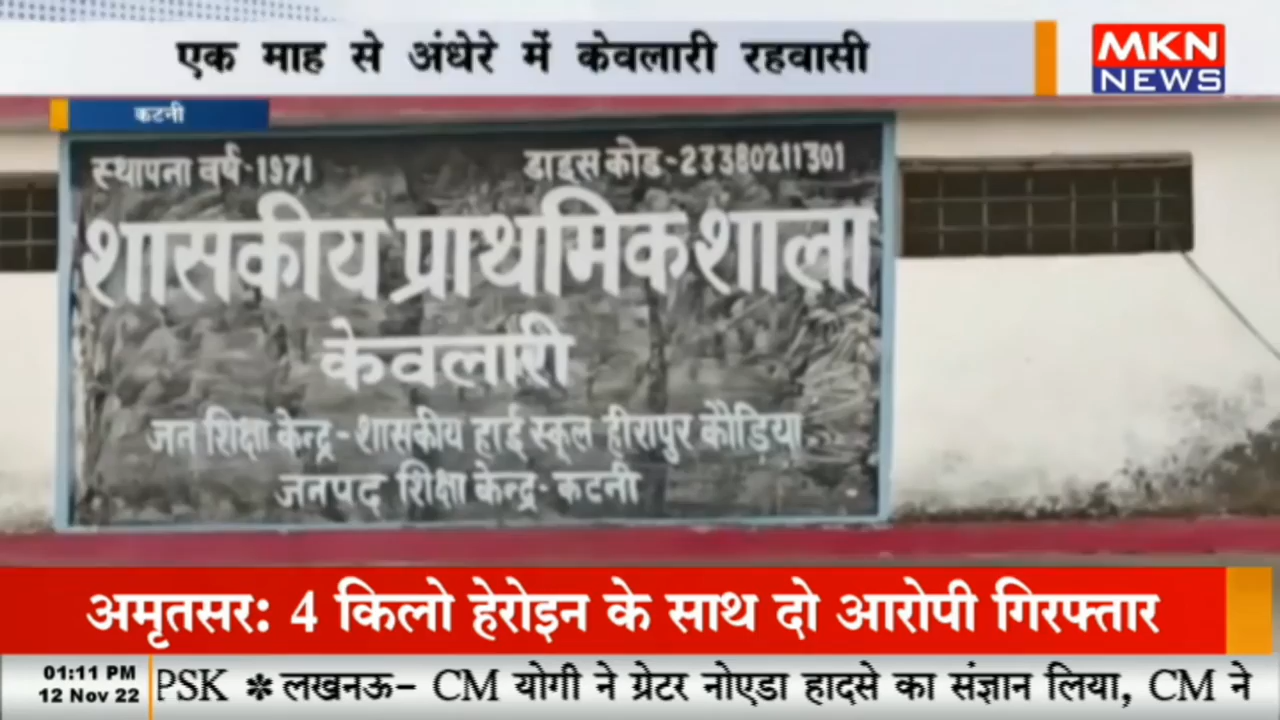 एक माह से अंधेरे में केवलारी रहवासी
MKN
NEWS
कटनी
स्थापना वर्ष-1971 डाइस कोड-23380211301
शासकीय प्राथमिक शाला
केवलारी
जन शिक्षा केन्द्र-शासकीय हाई स्कूल हीरापुर कौड़िया
जनपद शिक्षा केन्द्र-कटनी
अमृतसर: 4 किलो हेरोइन के साथ दो आरोपी गिरफ्तार
01:11 PM
12 Nov 22
PSK * लखनऊ- CM योगी ने ग्रेटर नोएडा हादसे का संज्ञान लिया, CM ने